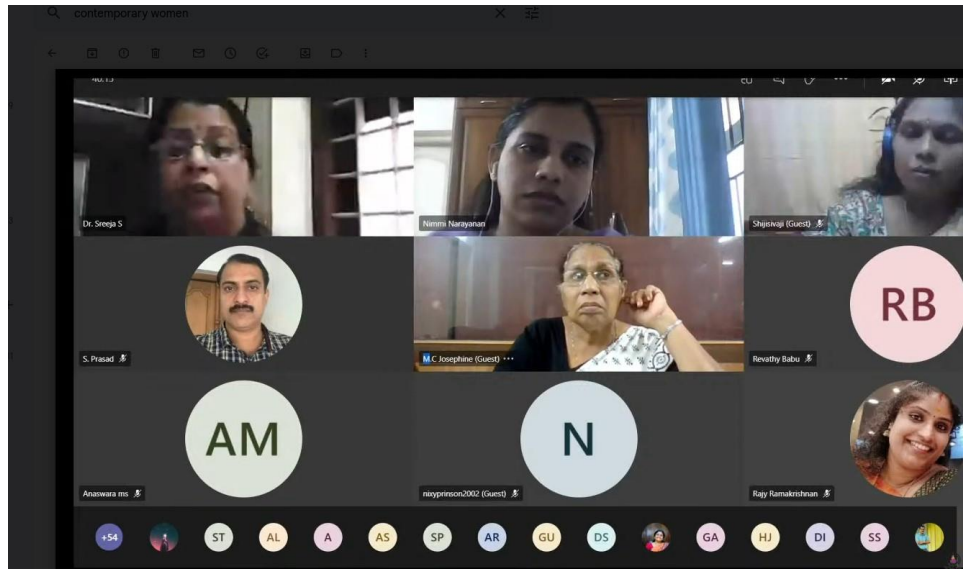 contemporary women
Dr. Sreeja S
Nimmi Narayanan
Shijisivaji (Guest)
S. Prasad
M.C Josephine (Guest) •••
RB
Revathy Babu
AM
Anaswara ms
N
nixyprinson2002 (Guest)
Rajy Ramakrishnan
+54
ST
AL
A
AS
SP
AR
GU
DS
GA
HJ
DI
SS